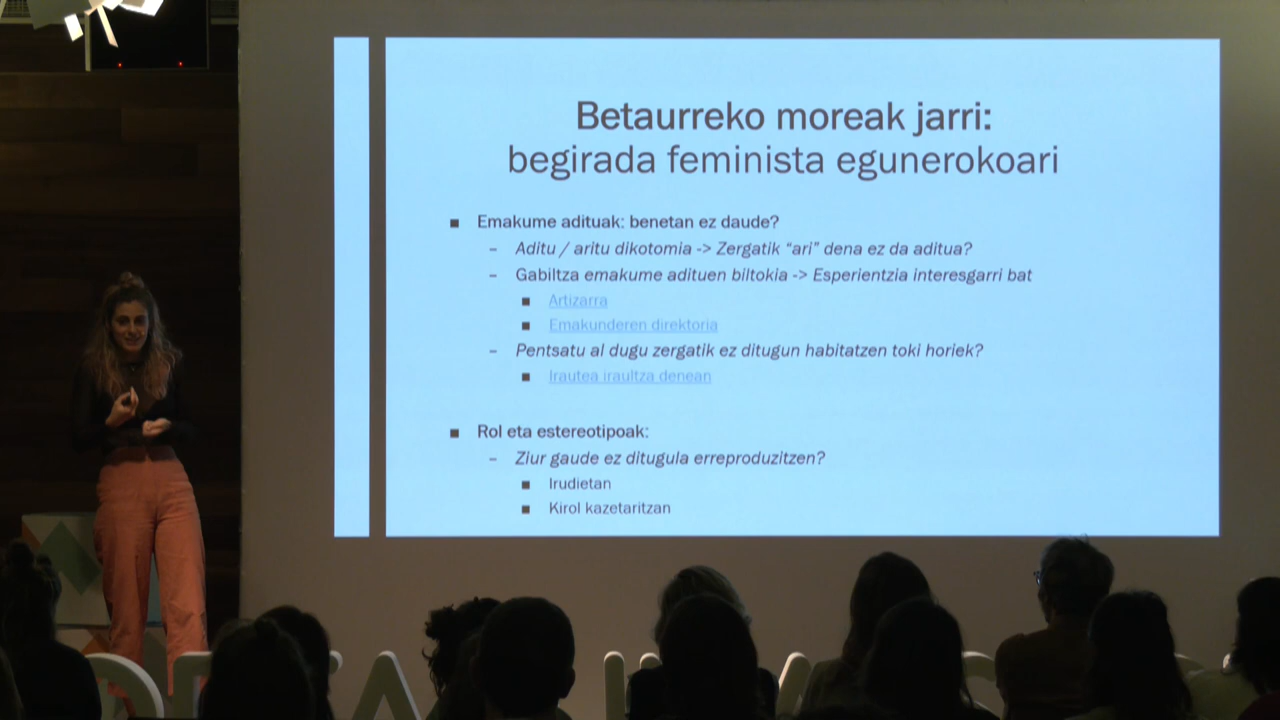 Betaurreko moreak jarri:
begirada feminista egunerokoari
■ Emakume adituak: benetan ez daude?
– Aditu / aritu dikotomia -> Zergatik “ari” dena ez da aditua?
– Gabiltza emakume adituen biltokia -> Esperientzia interesgarri bat
■ Artizarra
■ Emakunderen direktoria
– Pentsatu al dugu zergatik ez ditugun habitatzen toki horiek?
■ Irautea iraultza denean
■ Rol eta estereotipoak:
– Ziur gaude ez ditugula erreproduzitzen?
■ Irudietan
■ Kirol kazetaritzan